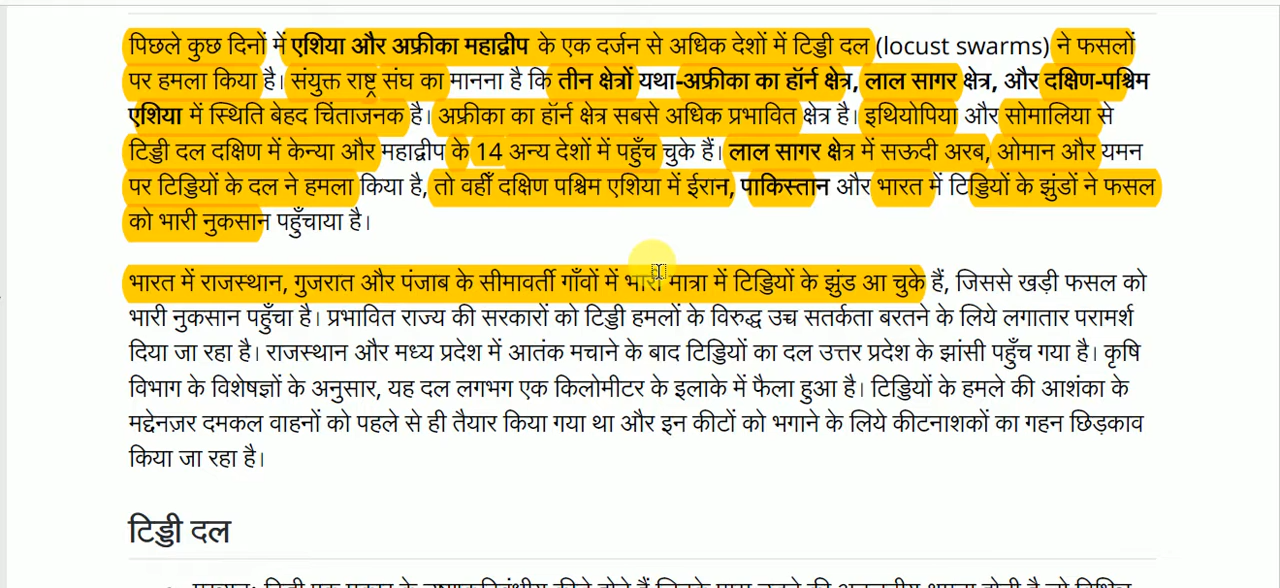 पिछले कुछ दिनों में एशिया और अफ्रीका महाद्वीप के एक दर्जन से अधिक देशों में टिड्डी दल (locust swarms) ने फसलों
पर हमला किया है। संयुक्त राष्ट्र संघ का मानना है कि तीन क्षेत्रों यथा-अफ्रीका का हॉर्न क्षेत्र, लाल सागर क्षेत्र, और दक्षिण-पश्चिम
एशिया में स्थिति बेहद चिंताजनक है। अफ्रीका का हॉर्न क्षेत्र सबसे अधिक प्रभावित क्षेत्र है। इथियोपिया और सोमालिया से
टिड्डी दल दक्षिण में केन्या और महाद्वीप के 14 अन्य देशों में पहुँच चुके हैं। लाल सागर क्षेत्र में सऊदी अरब, ओमान और यमन
पर टिड्डियों के दल ने हमला किया है, तो वहीँ दक्षिण पश्चिम एशिया में ईरान, पाकिस्तान और भारत में टिड्डियों के झुंडों ने फसल
को भारी नुकसान पहुँचाया है।
भारत में राजस्थान, गुजरात और पंजाब के सीमावर्ती गाँवों में भारी मात्रा में टिड्डियों के झुंड आ चुके हैं, जिससे खड़ी फसल को
भारी नुकसान पहुँचा है। प्रभावित राज्य की सरकारों को टिड्डी हमलों के विरुद्ध उच्च सतर्कता बरतने के लिये लगातार परामर्श
दिया जा रहा है। राजस्थान और मध्य प्रदेश में आतंक मचाने के बाद टिड्डियों का दल उत्तर प्रदेश के झांसी पहुँच गया है। कृषि
विभाग के विशेषज्ञों के अनुसार, यह दल लगभग एक किलोमीटर के इलाके में फैला हुआ है। टिड्डियों के हमले की आशंका के
मद्देनज़र दमकल वाहनों को पहले से ही तैयार किया गया था और इन कीटों को भगाने के लिये कीटनाशकों का गहन छिड़काव
किया जा रहा है।
टिड्डी दल